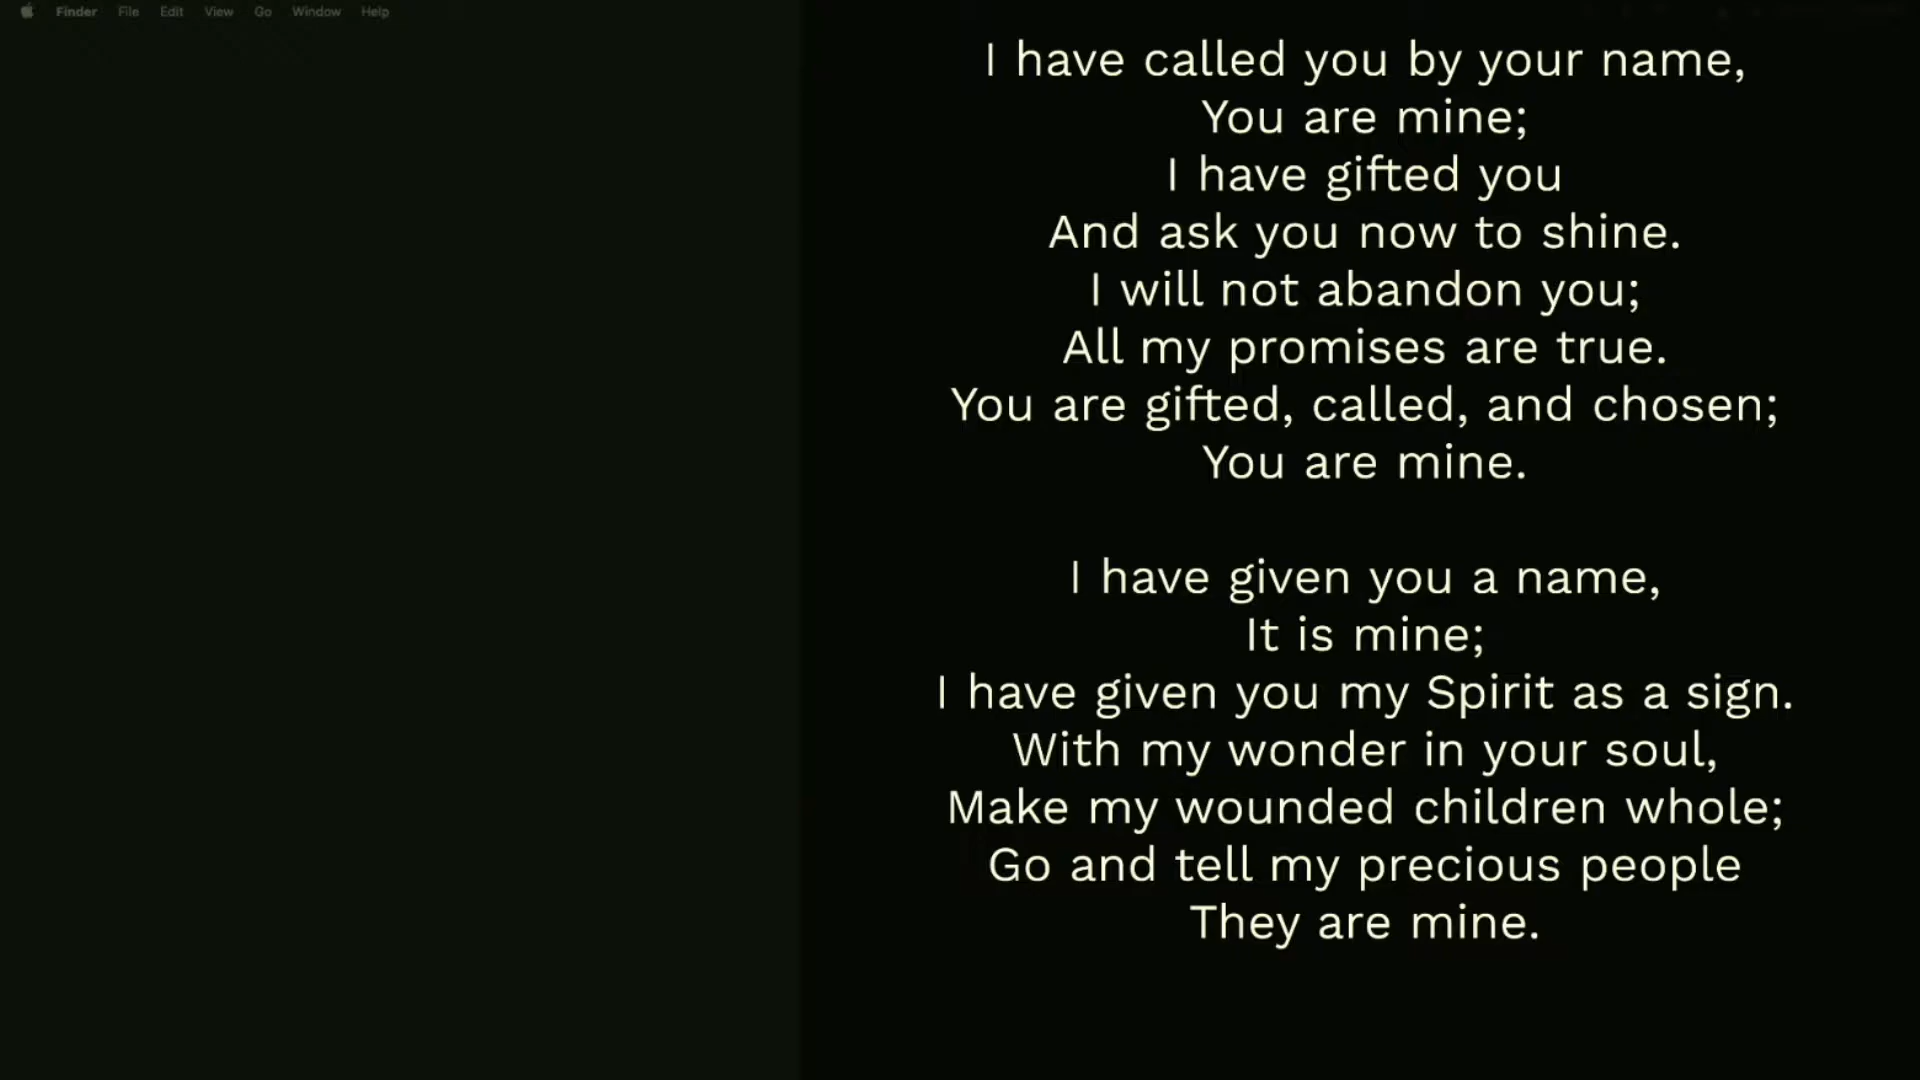 Finder File Edit View Go Window Help
I have called you by your name,
You are mine;
I have gifted you
And ask you now to shine.
I will not abandon you;
All my promises are true.
You are gifted, called, and chosen;
You are mine.
I have given you a name,
It is mine;
I have given you my Spirit as a sign.
With my wonder in your soul,
Make my wounded children whole;
Go and tell my precious people
They are mine.